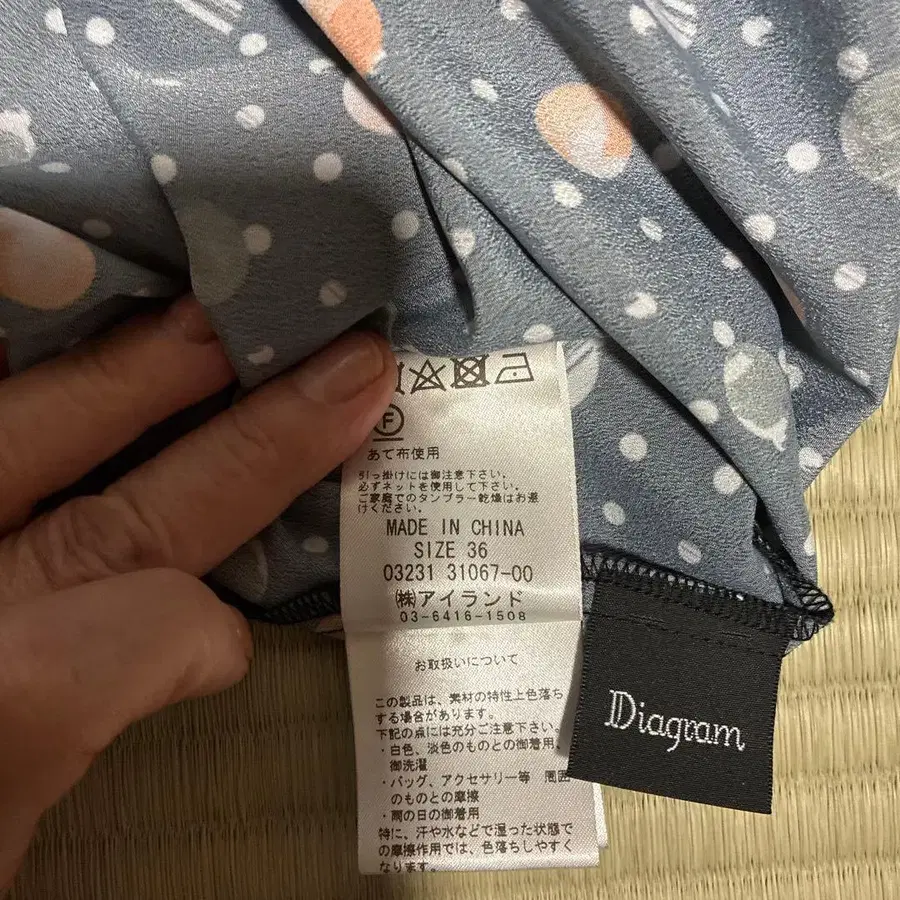 F
あて布使用
引っ掛けには御注意下さい。
必ずネットを使用して下さい。
ご家庭でのタンブラー乾燥はお避
けください。
MADE IN CHINA
SIZE 36
03231 31067-00
㈱アイランド
03-6416-1508
お取扱いについて
この製品は、素材の特性上色落ち
する場合があります。
下記の点には充分ご注意下さい。
・白色、淡色のものとの御着用、
御洗濯
・バッグ、アクセサリー等 周囲
のものとの摩擦
・雨の日の御着用
特に、汗や水などで湿った状態で
の摩擦作用では、色落ちしやすく
なります。
Diagram